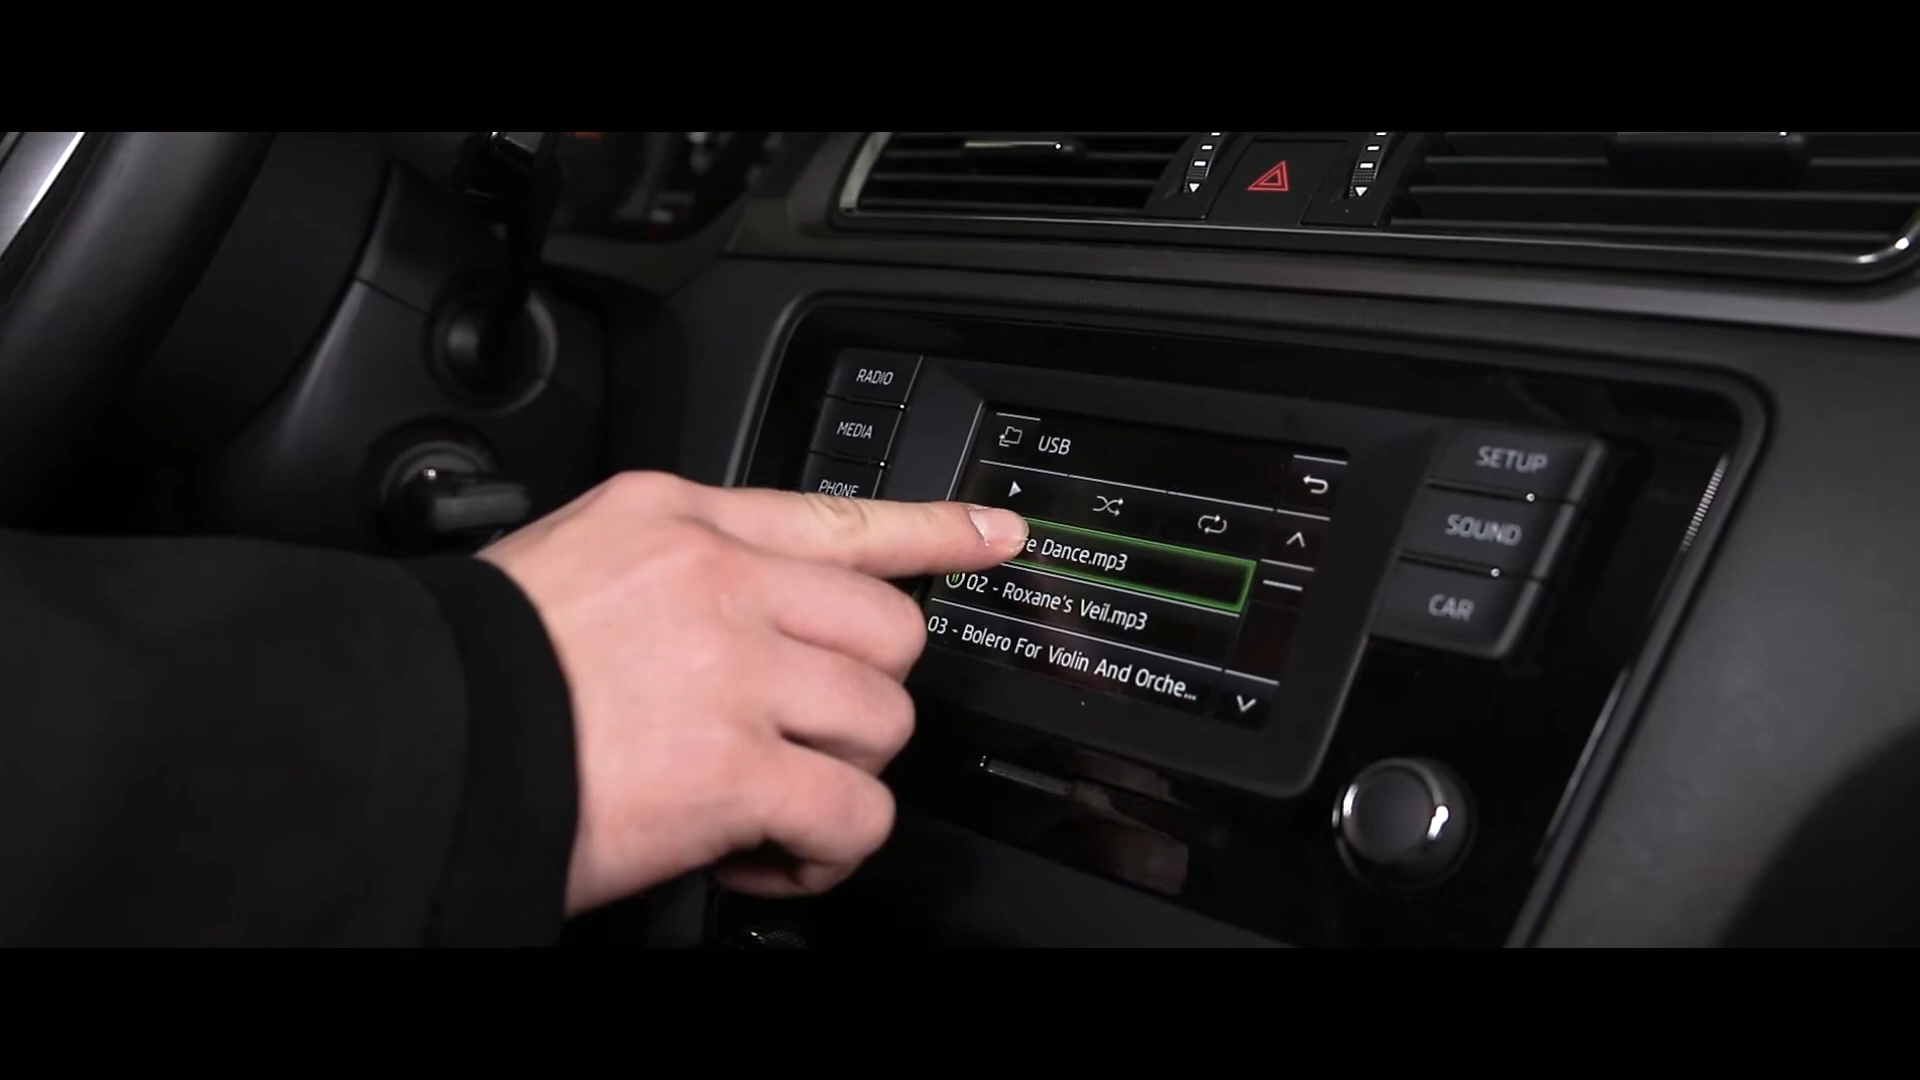 RADIO
MEDIA
PHONE
USB
Dance.mp3
02 - Roxane's Veil.mp3
03 - Bolero For Violin And Orche...
SETUP
SOUND
CAR